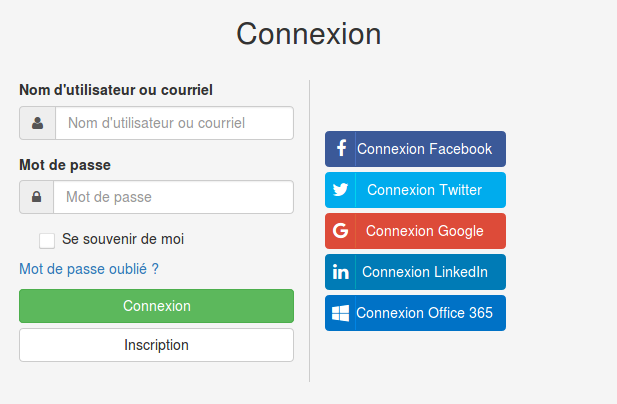 Connexion
Nom d'utilisateur ou courriel
Nom d'utilisateur ou courriel
Mot de passe
Mot de passe
Se souvenir de moi
Mot de passe oublié ?
Connexion
Inscription
Connexion Facebook
Connexion Twitter
Connexion Google
Connexion LinkedIn
Connexion Office 365